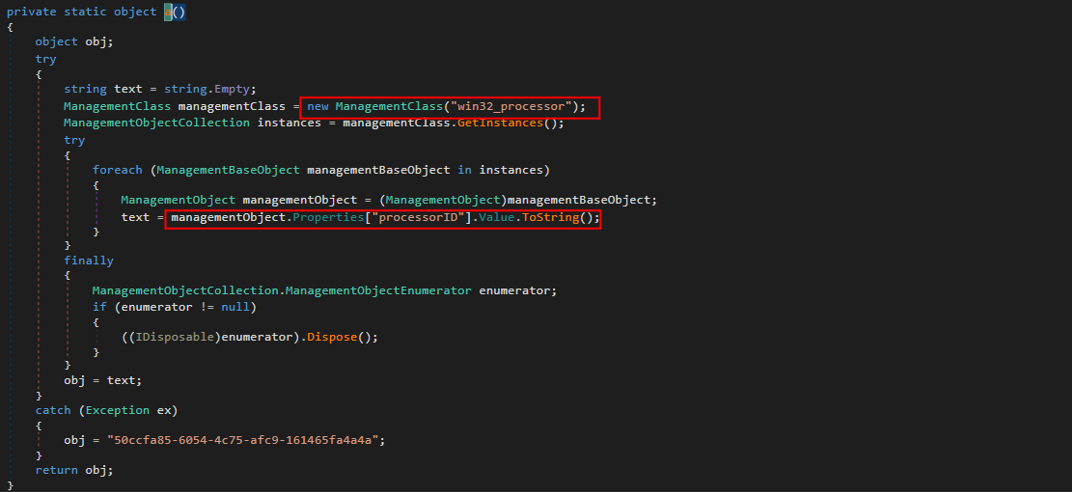 private static object a()
{
object obj;
try
{
string text = string.Empty;
ManagementClass managementClass = new ManagementClass("win32_processor");
ManagementObjectCollection instances = managementClass.GetInstances();
try
{
foreach (ManagementBaseObject managementBaseObject in instances)
{
ManagementObject managementObject = (ManagementObject)managementBaseObject;
text = managementObject.Properties["processorID"].Value.ToString();
}
}
finally
{
ManagementObjectCollection.ManagementObjectEnumerator enumerator;
if (enumerator != null)
{
((IDisposable)enumerator).Dispose();
}
}
obj = text;
}
catch (Exception ex)
{
obj = "50ccfa85-6054-4c75-afc9-161465fa4a4a";
}
return obj;
}